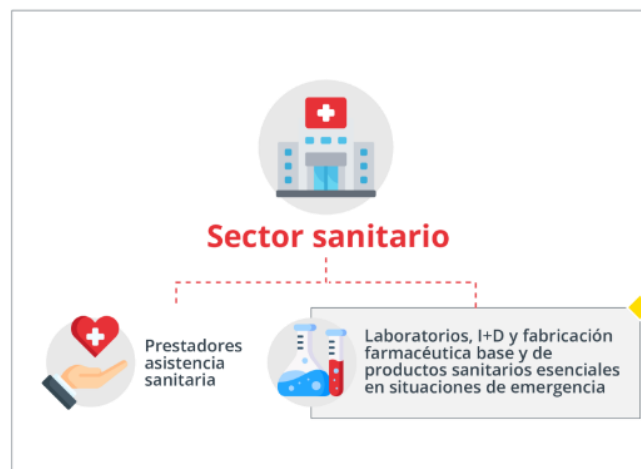 Sector sanitario
Prestadores
asistencia
sanitaria
Laboratorios, I+D y fabricación
farmacéutica base y de
productos sanitarios esenciales
en situaciones de emergencia